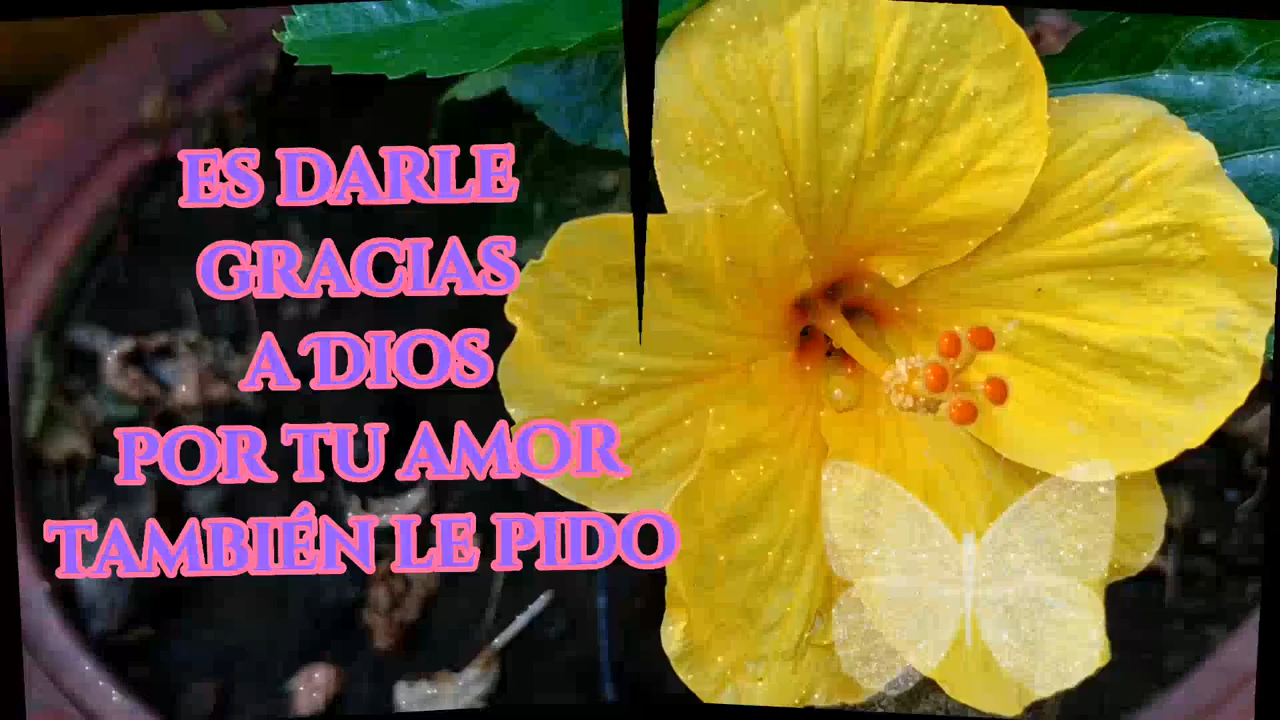 ES DARLE
GRACIAS
A DIOS
POR TU AMOR
TAMBIÉN LE PIDO